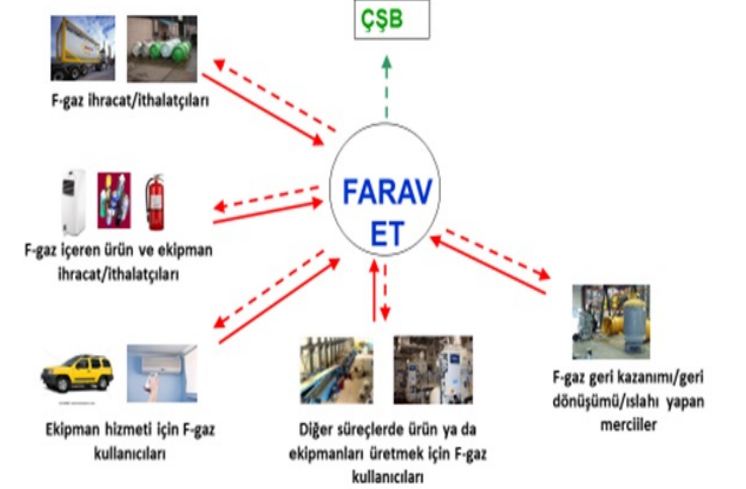 ÇŞB
F-gaz ihracat/ithalatçıları
FARAV
ET
F-gaz içeren ürün ve ekipman
ihracat/ithalatçıları
Ekipman hizmeti için F-gaz
kullanıcıları
Diğer süreçlerde ürün ya da
ekipmanları üretmek için F-gaz
kullanıcıları
F-gaz geri kazanımı/geri
dönüşümü/ıslahı yapan
merciiler